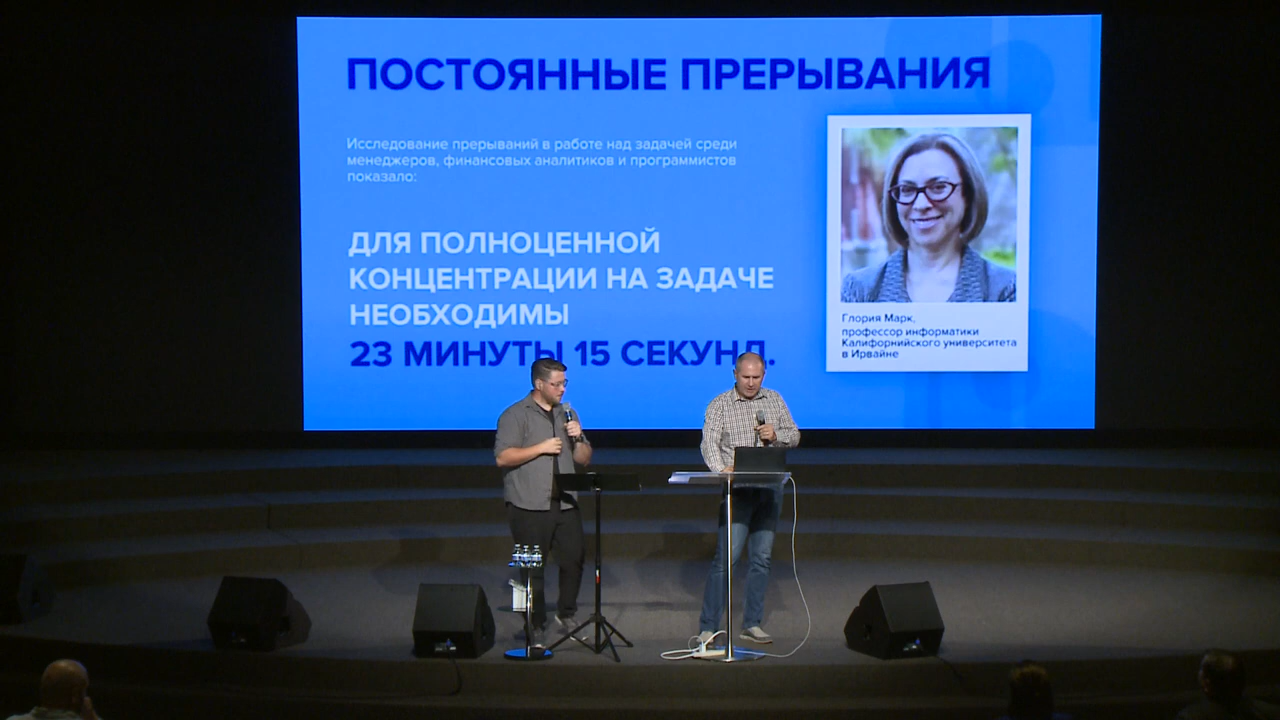 ПОСТОЯННЫЕ ПРЕРЫВАНИЯ
Исследование прерываний в работе над задачей среди
менеджеров, финансовых аналитиков и программистов
показало:
ДЛЯ ПОЛНОЦЕННОЙ
КОНЦЕНТРАЦИИ НА ЗАДАЧЕ
НЕОБХОДИМЫ
23 МИНУТЫ 15 СЕКУНД.
Глория Марк,
профессор информатики
Калифорнийского университета
в Ирвайне